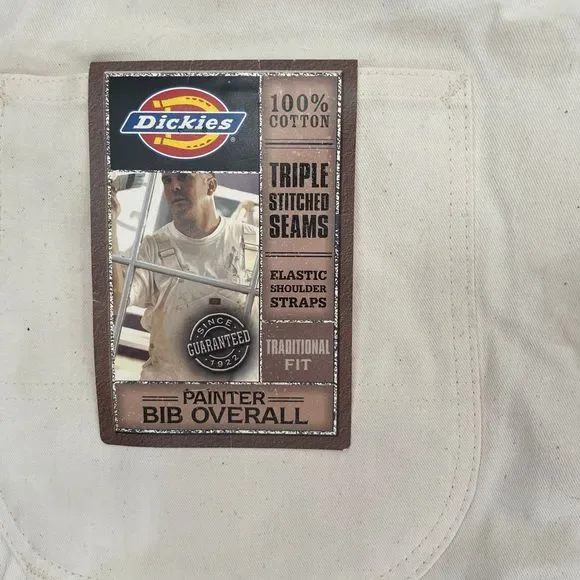 Dickies
®
100%
COTTON
TRIPLE
STITCHED
SEAMS
ELASTIC
SHOULDER
STRAPS
SINCE
GUARANTEED
1922
TRADITIONAL
FIT
PAINTER
BIB OVERALL